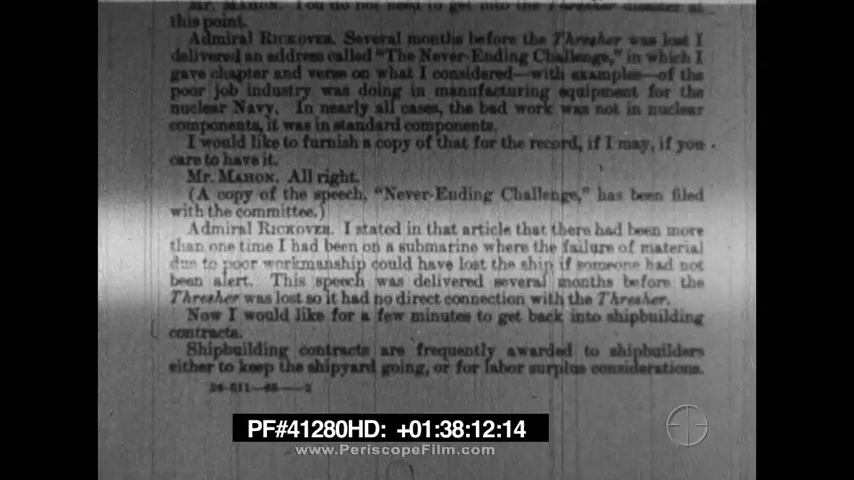 Mr. Mahon. You do not need to get into the Thresher disaster at
this point.
Admiral Rickover. Several months before the Thresher was lost I
delivered an address called "The Never-Ending Challenge," in which I
gave chapter and verse on what I considered—with examples—of the
poor job industry was doing in manufacturing equipment for the
nuclear Navy. In nearly all cases, the bad work was not in nuclear
components, it was in standard components.
I would like to furnish a copy of that for the record, if I may, if you
care to have it.
Mr. Mahon. All right.
(A copy of the speech, "Never-Ending Challenge," has been filed
with the committee.)
Admiral Rickover. I stated in that article that there had been more
than one time I had been on a submarine where the failure of material
due to poor workmanship could have lost the ship if someone had not
been alert. This speech was delivered several months before the
Thresher was lost so it had no direct connection with the Thresher.
Now I would like for a few minutes to get back into shipbuilding
contracts.
Shipbuilding contracts are frequently awarded to shipbuilders
either to keep the shipyard going, or for labor surplus considerations.
PF#41280HD: +01:38:12:14
www.PeriscopeFilm.com